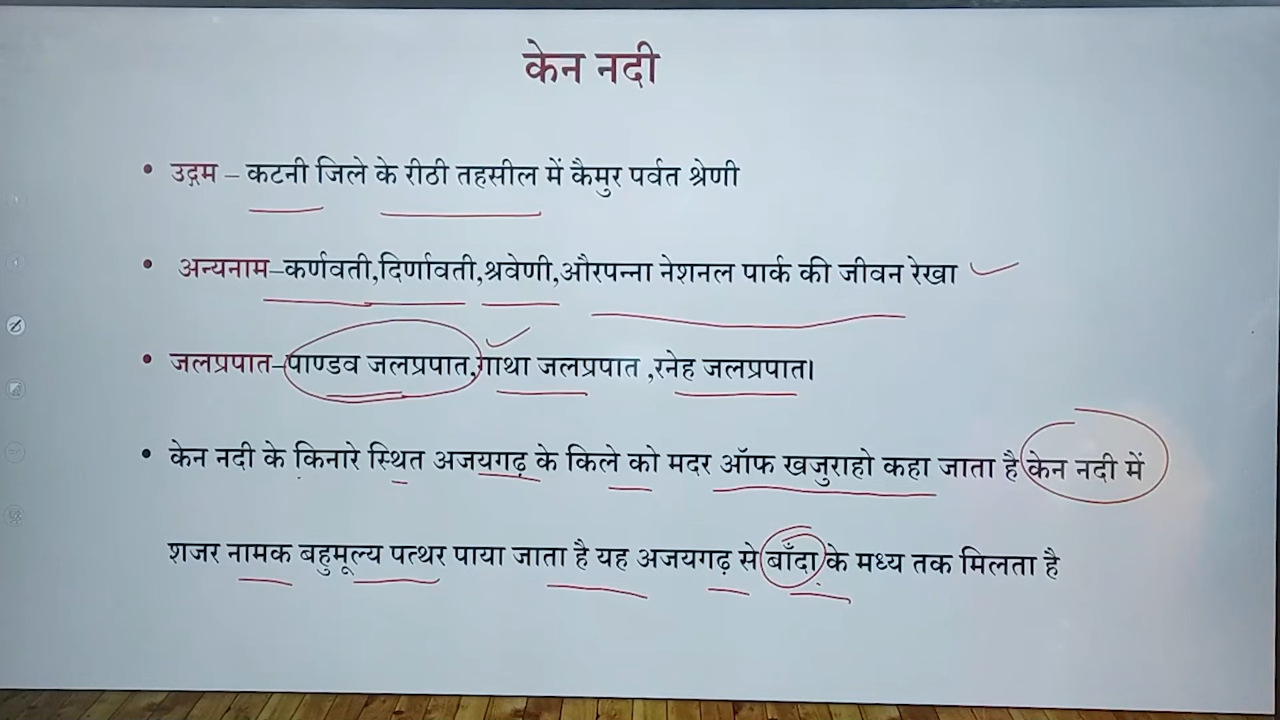 केन नदी
• उद्गम – कटनी जिले के रीठी तहसील में कैमुर पर्वत श्रेणी
• अन्यनाम–कर्णवती,दिर्णावती,श्रवेणी,औरपन्ना नेशनल पार्क की जीवन रेखा
• जलप्रपात–पाण्डव जलप्रपात,गाथा जलप्रपात ,रनेह जलप्रपात।
• केन नदी के किनारे स्थित अजयगढ़ के किले को मदर ऑफ खजुराहो कहा जाता है केन नदी में
शजर नामक बहुमूल्य पत्थर पाया जाता है यह अजयगढ़ से बाँदा के मध्य तक मिलता है